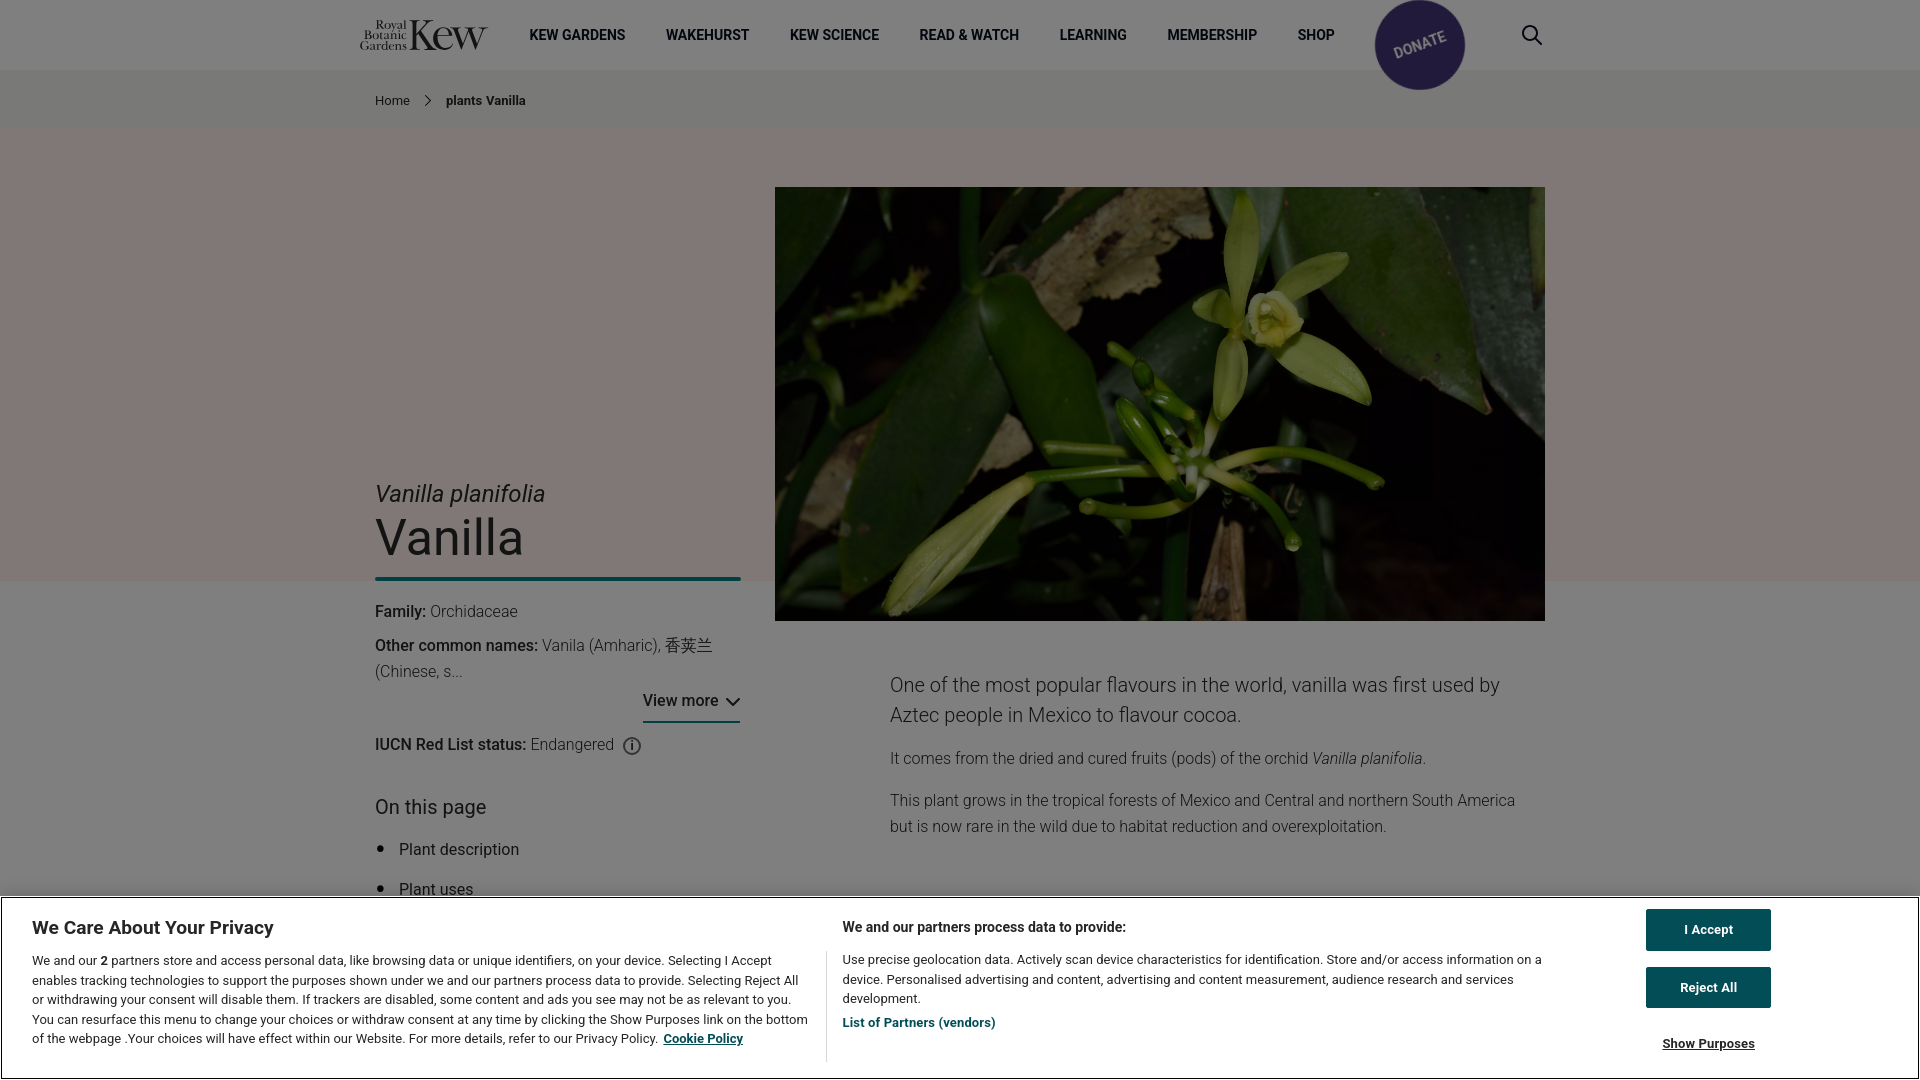 Royal
Botanic
Gardens Kew
KEW GARDENS
WAKEHURST
KEW SCIENCE
READ & WATCH
LEARNING
MEMBERSHIP
SHOP
DONATE
Home
plants Vanilla
Vanilla planifolia
Vanilla
Family: Orchidaceae
Other common names: Vanila (Amharic), 香荚兰
(Chinese, s...
View more
IUCN Red List status: Endangered
On this page
Plant description
Plant uses
One of the most popular flavours in the world, vanilla was first used by
Aztec people in Mexico to flavour cocoa.
It comes from the dried and cured fruits (pods) of the orchid Vanilla planifolia.
This plant grows in the tropical forests of Mexico and Central and northern South America
but is now rare in the wild due to habitat reduction and overexploitation.
We Care About Your Privacy
We and our 2 partners store and access personal data, like browsing data or unique identifiers, on your device. Selecting I Accept
enables tracking technologies to support the purposes shown under we and our partners process data to provide. Selecting Reject All
or withdrawing your consent will disable them. If trackers are disabled, some content and ads you see may not be as relevant to you.
You can resurface this menu to change your choices or withdraw consent at any time by clicking the Show Purposes link on the bottom
of the webpage .Your choices will have effect within our Website. For more details, refer to our Privacy Policy. Cookie Policy
We and our partners process data to provide:
Use precise geolocation data. Actively scan device characteristics for identification. Store and/or access information on a
device. Personalised advertising and content, advertising and content measurement, audience research and services
development.
List of Partners (vendors)
I Accept
Reject All
Show Purposes